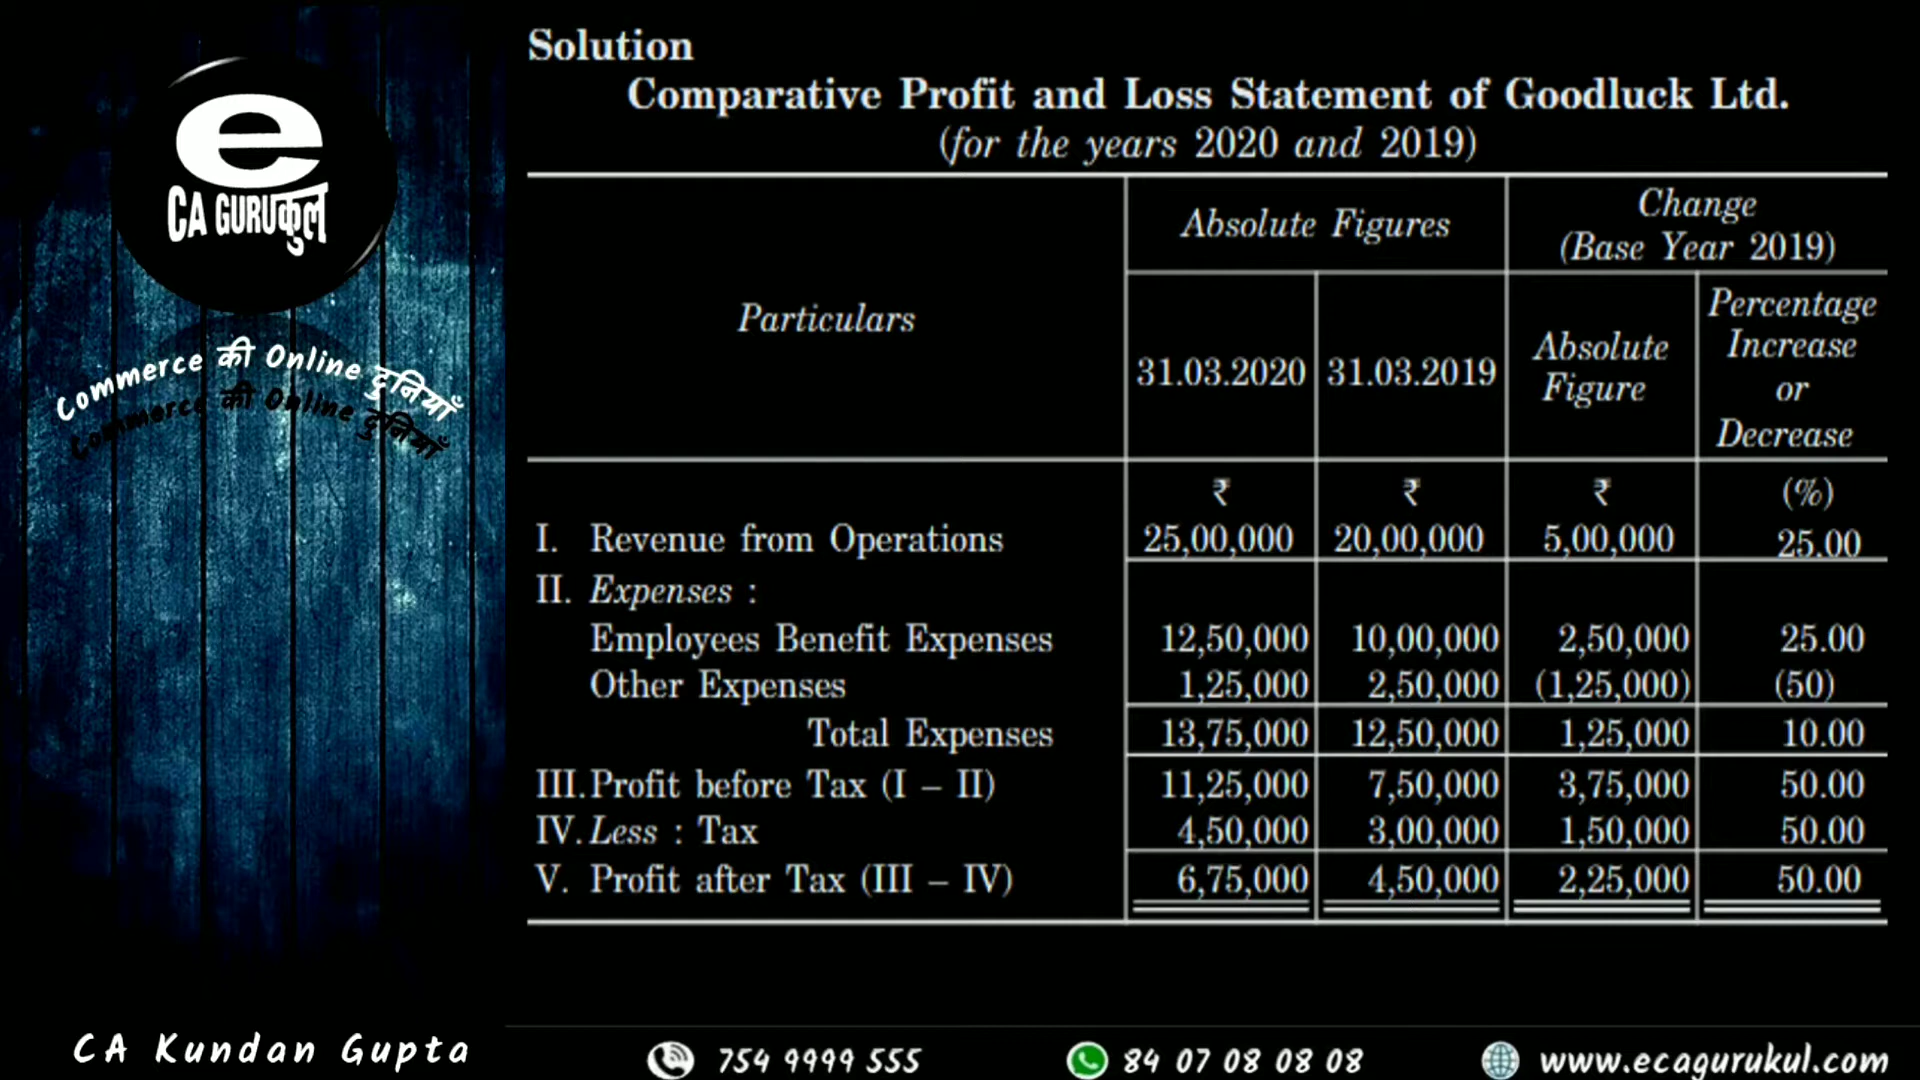 e
CA GURUकुल
Commerce की Online दुनियाँ
Commerce की Online दुनियाँ
CA Kundan Gupta
Solution
Comparative Profit and Loss Statement of Goodluck Ltd.
(for the years 2020 and 2019)
Particulars Absolute Figures Change
(Base Year 2019)
31.03.2020 31.03.2019 Absolute Figure Percentage Increase or Decrease
₹ ₹ ₹ (%)
I. Revenue from Operations 25,00,000 20,00,000 5,00,000 25.00
II. Expenses :
Employees Benefit Expenses 12,50,000 10,00,000 2,50,000 25.00
Other Expenses 1,25,000 2,50,000 (1,25,000) (50)
Total Expenses 13,75,000 12,50,000 1,25,000 10.00
III. Profit before Tax (I – II) 11,25,000 7,50,000 3,75,000 50.00
IV. Less : Tax 4,50,000 3,00,000 1,50,000 50.00
V. Profit after Tax (III – IV) 6,75,000 4,50,000 2,25,000 50.00
754 9999 555 84 07 08 08 08 www.ecagurukul.com